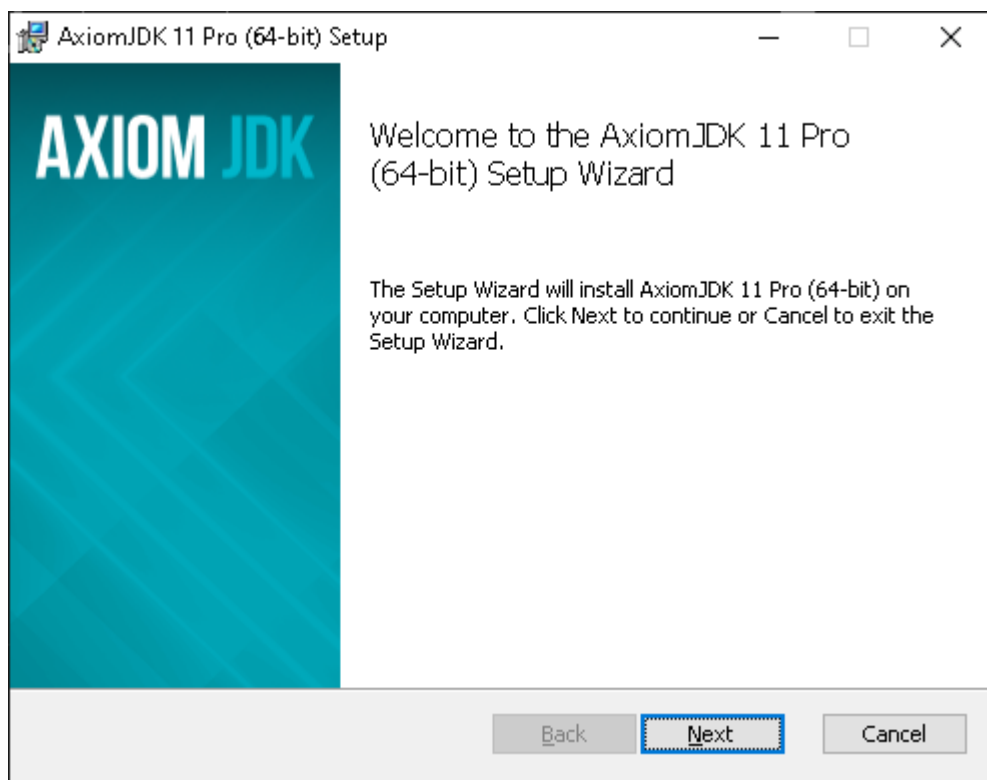 AxiomJDK 11 Pro (64-bit) Setup
AXIOM JDK
Welcome to the AxiomJDK 11 Pro
(64-bit) Setup Wizard
The Setup Wizard will install AxiomJDK 11 Pro (64-bit) on
your computer. Click Next to continue or Cancel to exit the
Setup Wizard.
Back
Next
Cancel